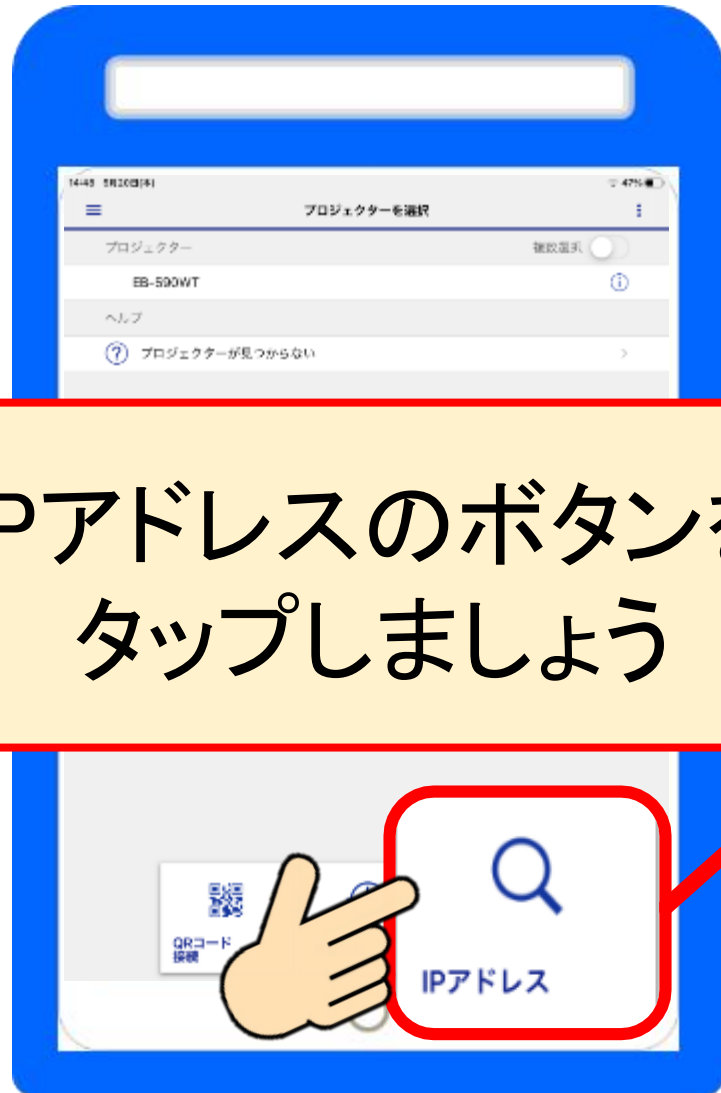 14:43 5月20日(木)
47%
プロジェクターを選択
プロジェクター
複数選択
EB-590WT
ヘルプ
プロジェクターが見つからない
Pアドレスのボタンを
タップしましょう
QRコード
接続
IPアドレス